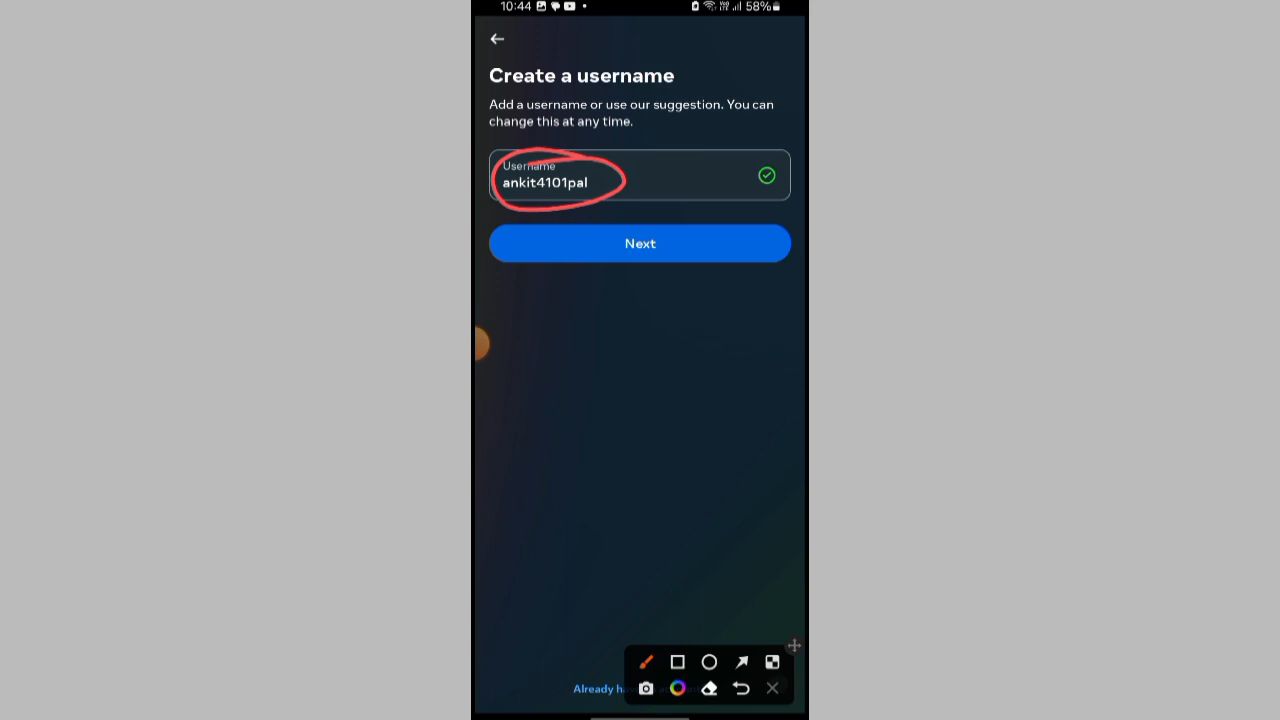 10:44
58%
Create a username
Add a username or use our suggestion. You can
change this at any time.
Username
ankit4101pal
Next
Already